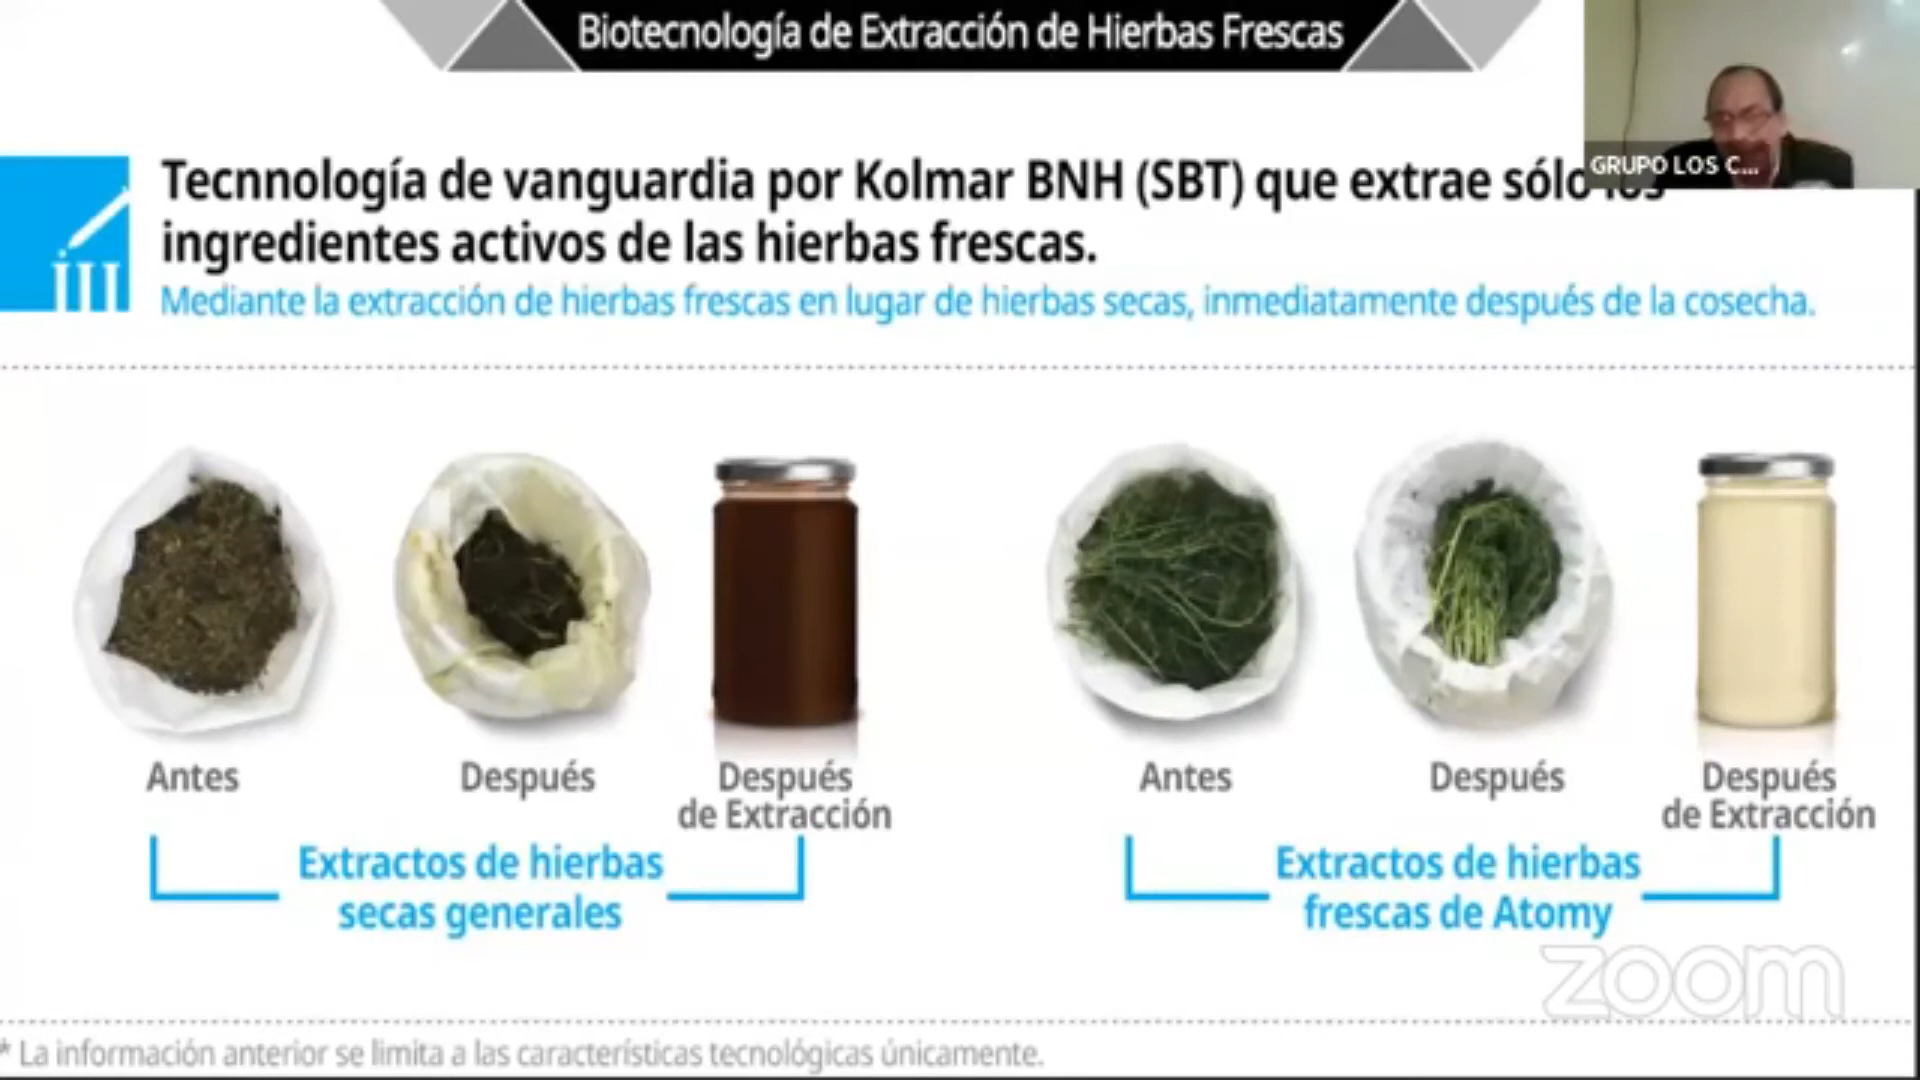 Biotecnología de Extracción de Hierbas Frescas
GRUPO LOS C...
Tecnnología de vanguardia por Kolmar BNH (SBT) que extrae sólo los
ingredientes activos de las hierbas frescas.
Mediante la extracción de hierbas frescas en lugar de hierbas secas, inmediatamente después de la cosecha.
Antes
Después
Después
de Extracción
Extractos de hierbas
secas generales
Antes
Después
Después
de Extracción
Extractos de hierbas
frescas de Atomy
zoom
* La información anterior se limita a las características tecnológicas únicamente.